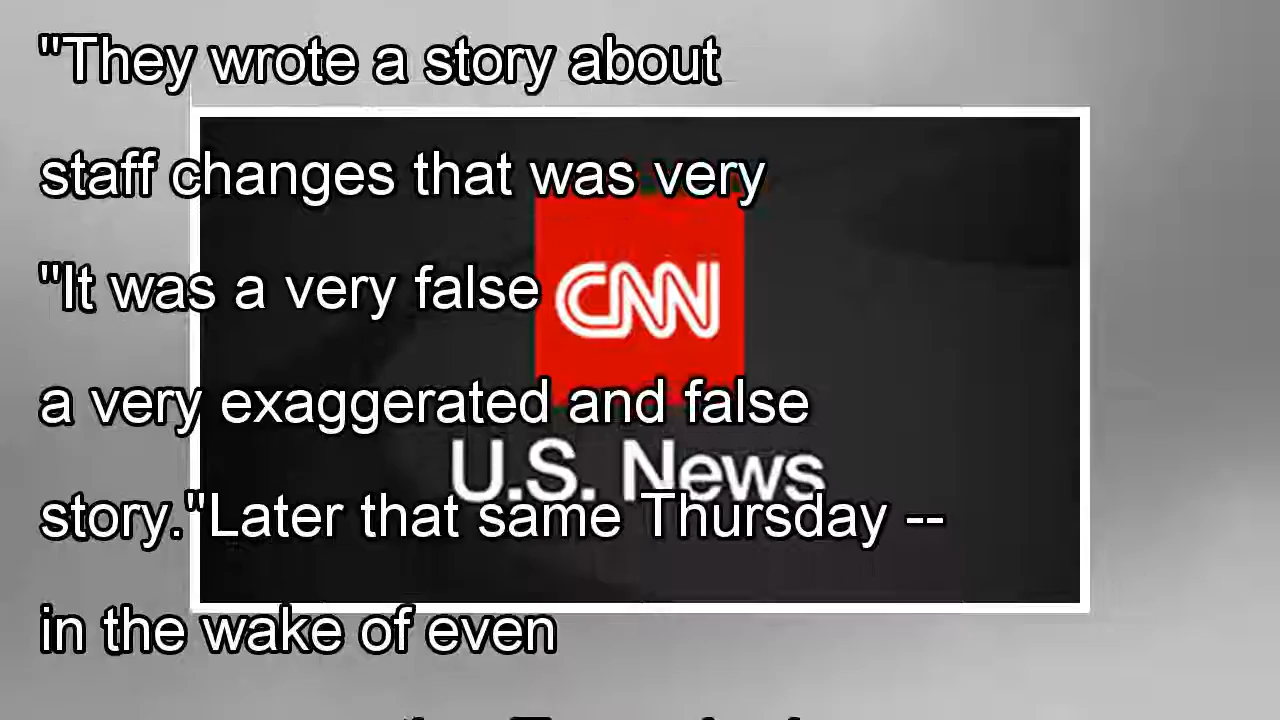 "They wrote a story about
staff changes that was very
"It was a very false
CNN
a very exaggerated and false
U.S. News
story."Later that same Thursday --
in the wake of even